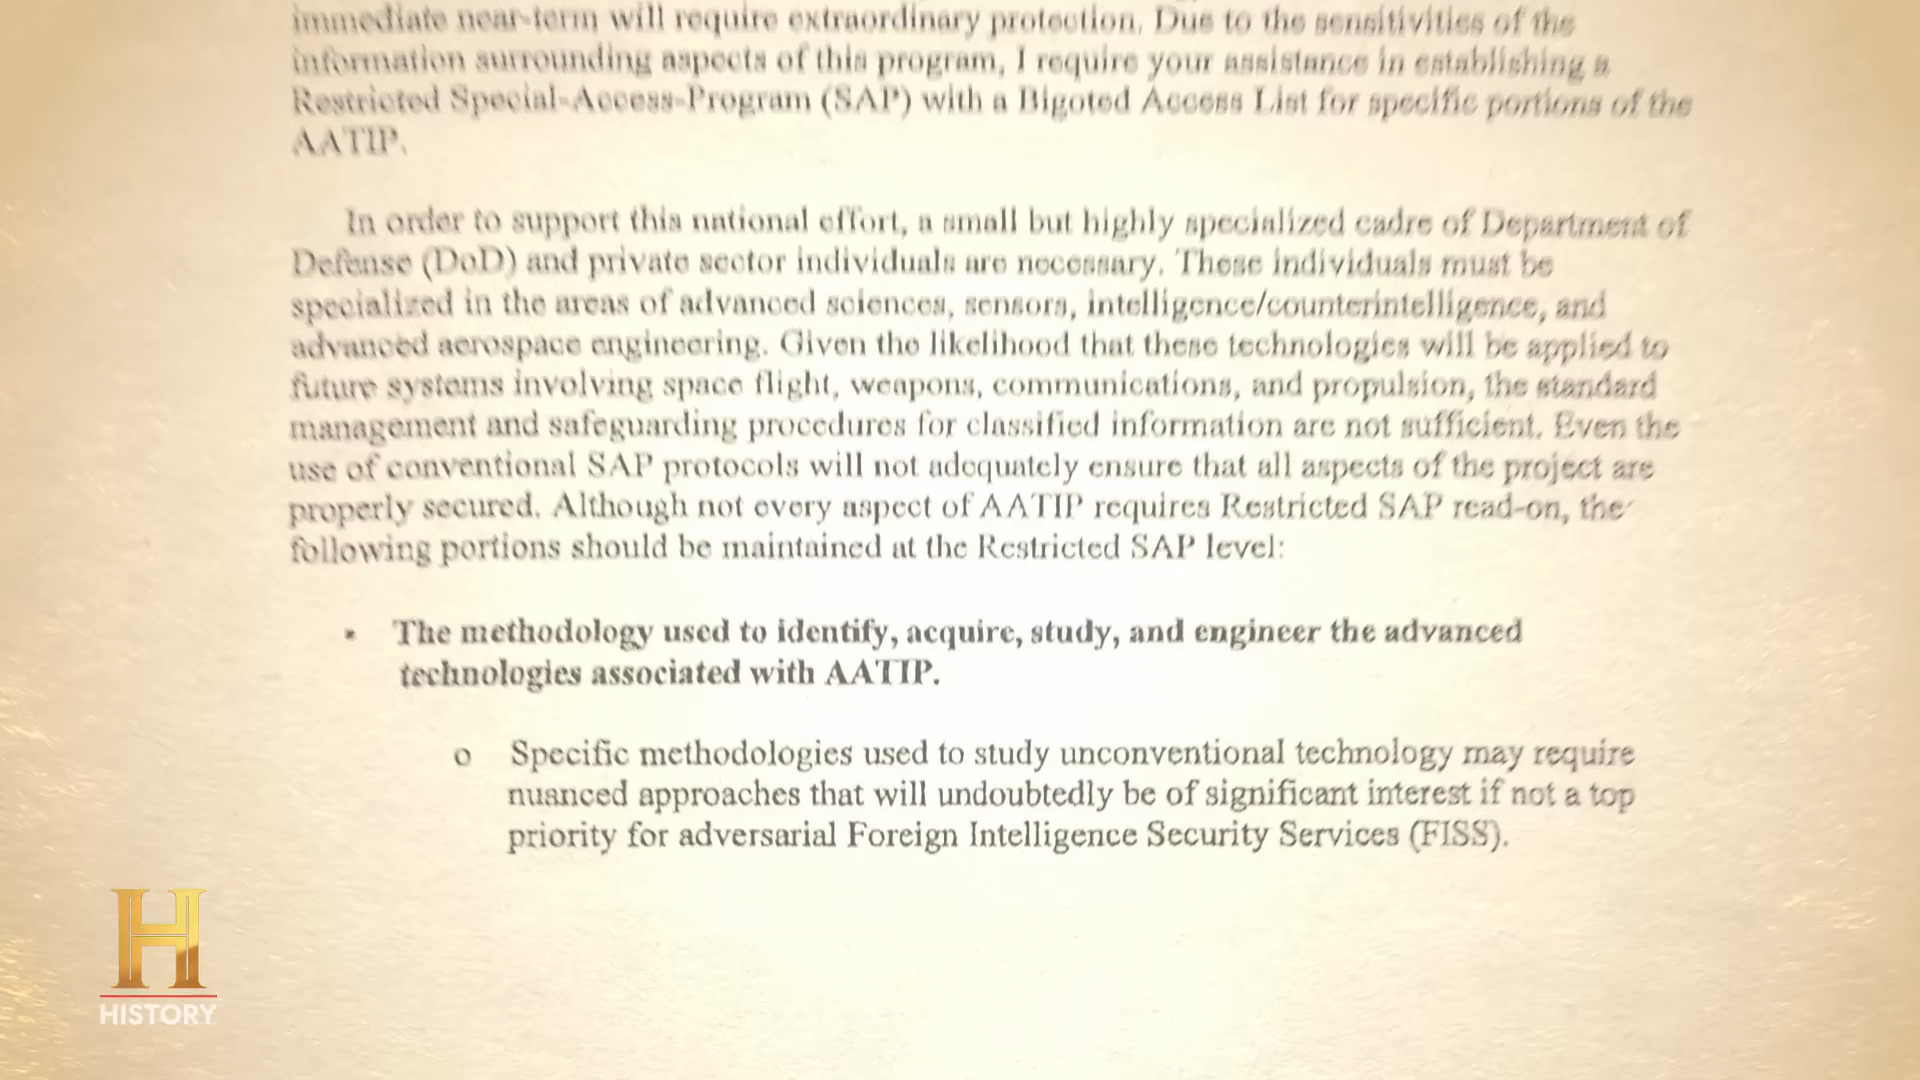 immediate near-term will require extraordinary protection. Due to the sensitivities of the
information surrounding aspects of this program, I require your assistance in establishing a
Restricted Special-Access-Program (SAP) with a Bigoted Access List for specific portions of the
AATIP.
In order to support this national effort, a small but highly specialized cadre of Department of
Defense (DoD) and private sector individuals are necessary. These individuals must be
specialized in the areas of advanced sciences, sensors, intelligence/counterintelligence, and
advanced aerospace engineering. Given the likelihood that these technologies will be applied to
future systems involving space flight, weapons, communications, and propulsion, the standard
management and safeguarding procedures for classified information are not sufficient. Even the
use of conventional SAP protocols will not adequately ensure that all aspects of the project are
properly secured. Although not every aspect of AATIP requires Restricted SAP read-on, the
following portions should be maintained at the Restricted SAP level:
• The methodology used to identify, acquire, study, and engineer the advanced
technologies associated with AATIP.
o Specific methodologies used to study unconventional technology may require
nuanced approaches that will undoubtedly be of significant interest if not a top
priority for adversarial Foreign Intelligence Security Services (FISS).
H
HISTORY